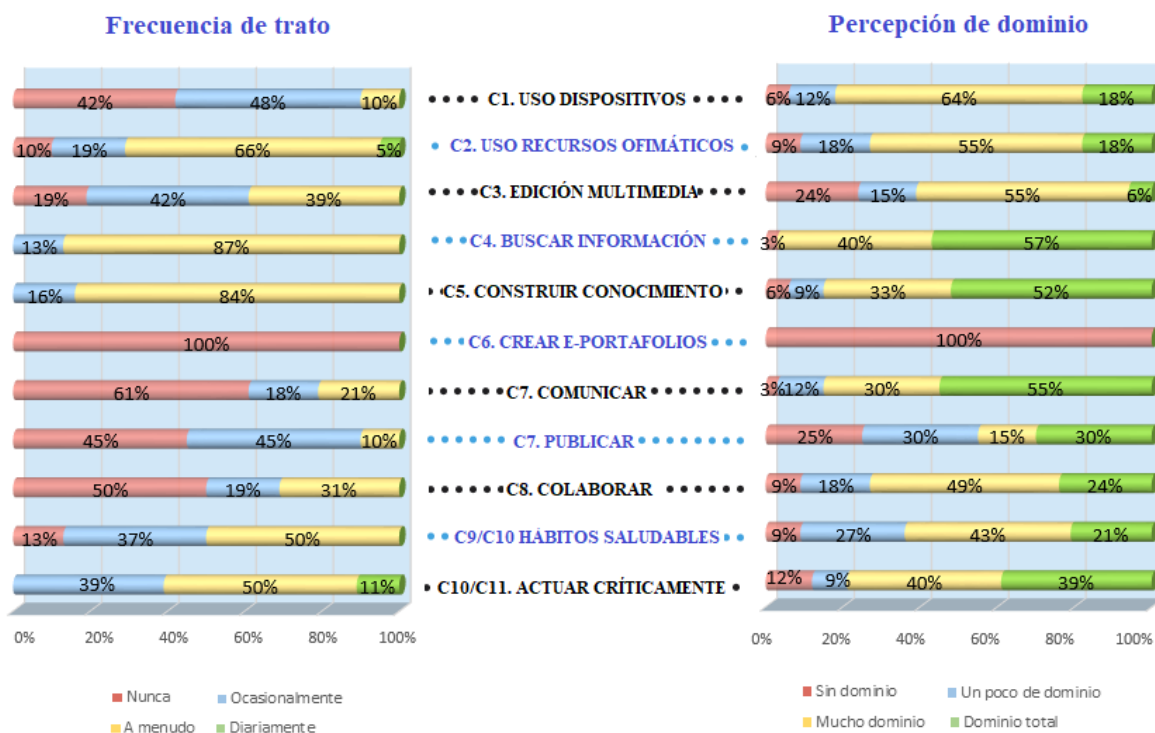 Frecuencia de trato
Percepción de dominio
42% 48% 10% C1. USO DISPOSITIVOS 6% 12% 64% 18%
10% 19% 66% 5% C2. USO RECURSOS OFIMÁTICOS 9% 18% 55% 18%
19% 42% 39% C3. EDICIÓN MULTIMEDIA 24% 15% 55% 6%
13% 87% C4. BUSCAR INFORMACIÓN 3% 40% 57%
16% 84% C5. CONSTRUIR CONOCIMIENTO 6% 9% 33% 52%
100% C6. CREAR E-PORTAFOLIOS 100%
61% 18% 21% C7. COMUNICAR 3% 12% 30% 55%
45% 45% 10% C7. PUBLICAR 25% 30% 15% 30%
50% 19% 31% C8. COLABORAR 9% 18% 49% 24%
13% 37% 50% C9/C10 HÁBITOS SALUDABLES 9% 27% 43% 21%
39% 50% 11% C10/C11. ACTUAR CRÍTICAMENTE 12% 9% 40% 39%
0% 20% 40% 60% 80% 100% 0% 20% 40% 60% 80% 100%
Nunca Ocasionalmente
A menudo Diariamente
Sin dominio Un poco de dominio
Mucho dominio Dominio total